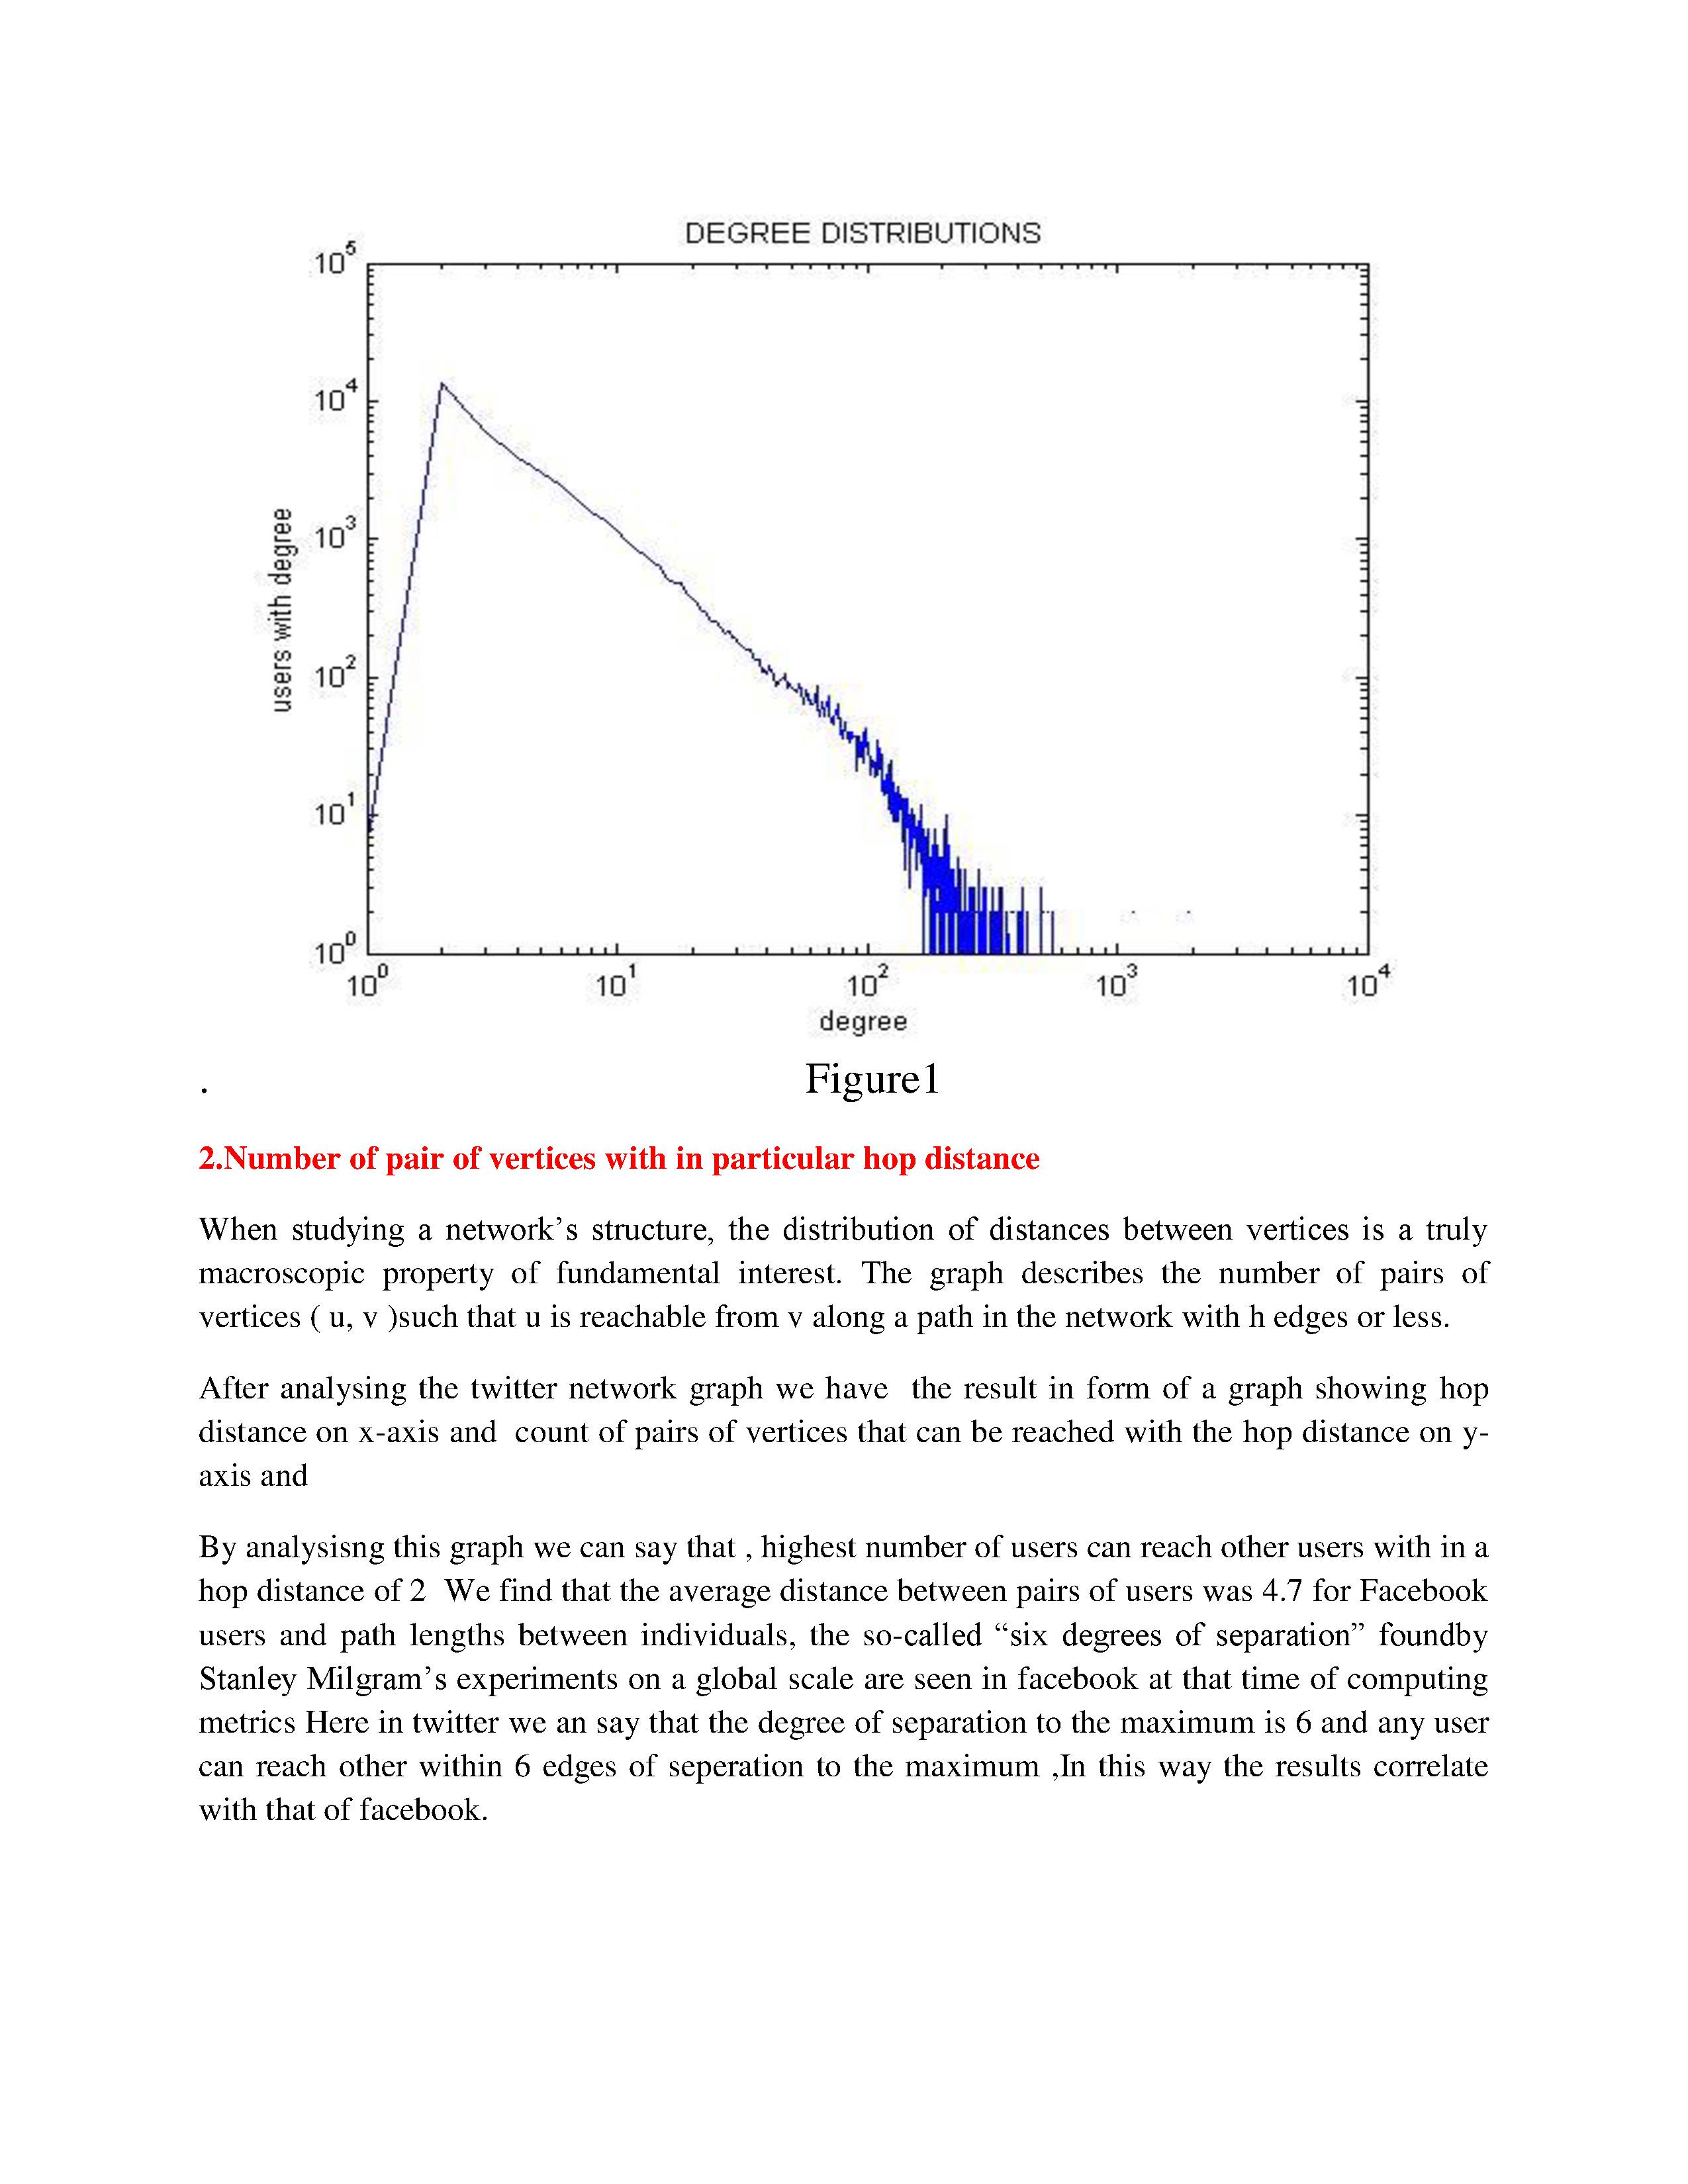 DEGREE DISTRIBUTIONS
10^5
10^4
10^3
10^2
10^1
10^0
users with degree
10^0 10^1 10^2 10^3 10^4
degree
. Figure1
2.Number of pair of vertices with in particular hop distance
When studying a network’s structure, the distribution of distances between vertices is a truly
macroscopic property of fundamental interest. The graph describes the number of pairs of
vertices ( u, v )such that u is reachable from v along a path in the network with h edges or less.
After analysing the twitter network graph we have the result in form of a graph showing hop
distance on x-axis and count of pairs of vertices that can be reached with the hop distance on y-
axis and
By analysisng this graph we can say that , highest number of users can reach other users with in a
hop distance of 2 We find that the average distance between pairs of users was 4.7 for Facebook
users and path lengths between individuals, the so-called “six degrees of separation” foundby
Stanley Milgram’s experiments on a global scale are seen in facebook at that time of computing
metrics Here in twitter we an say that the degree of separation to the maximum is 6 and any user
can reach other within 6 edges of seperation to the maximum ,In this way the results correlate
with that of facebook.